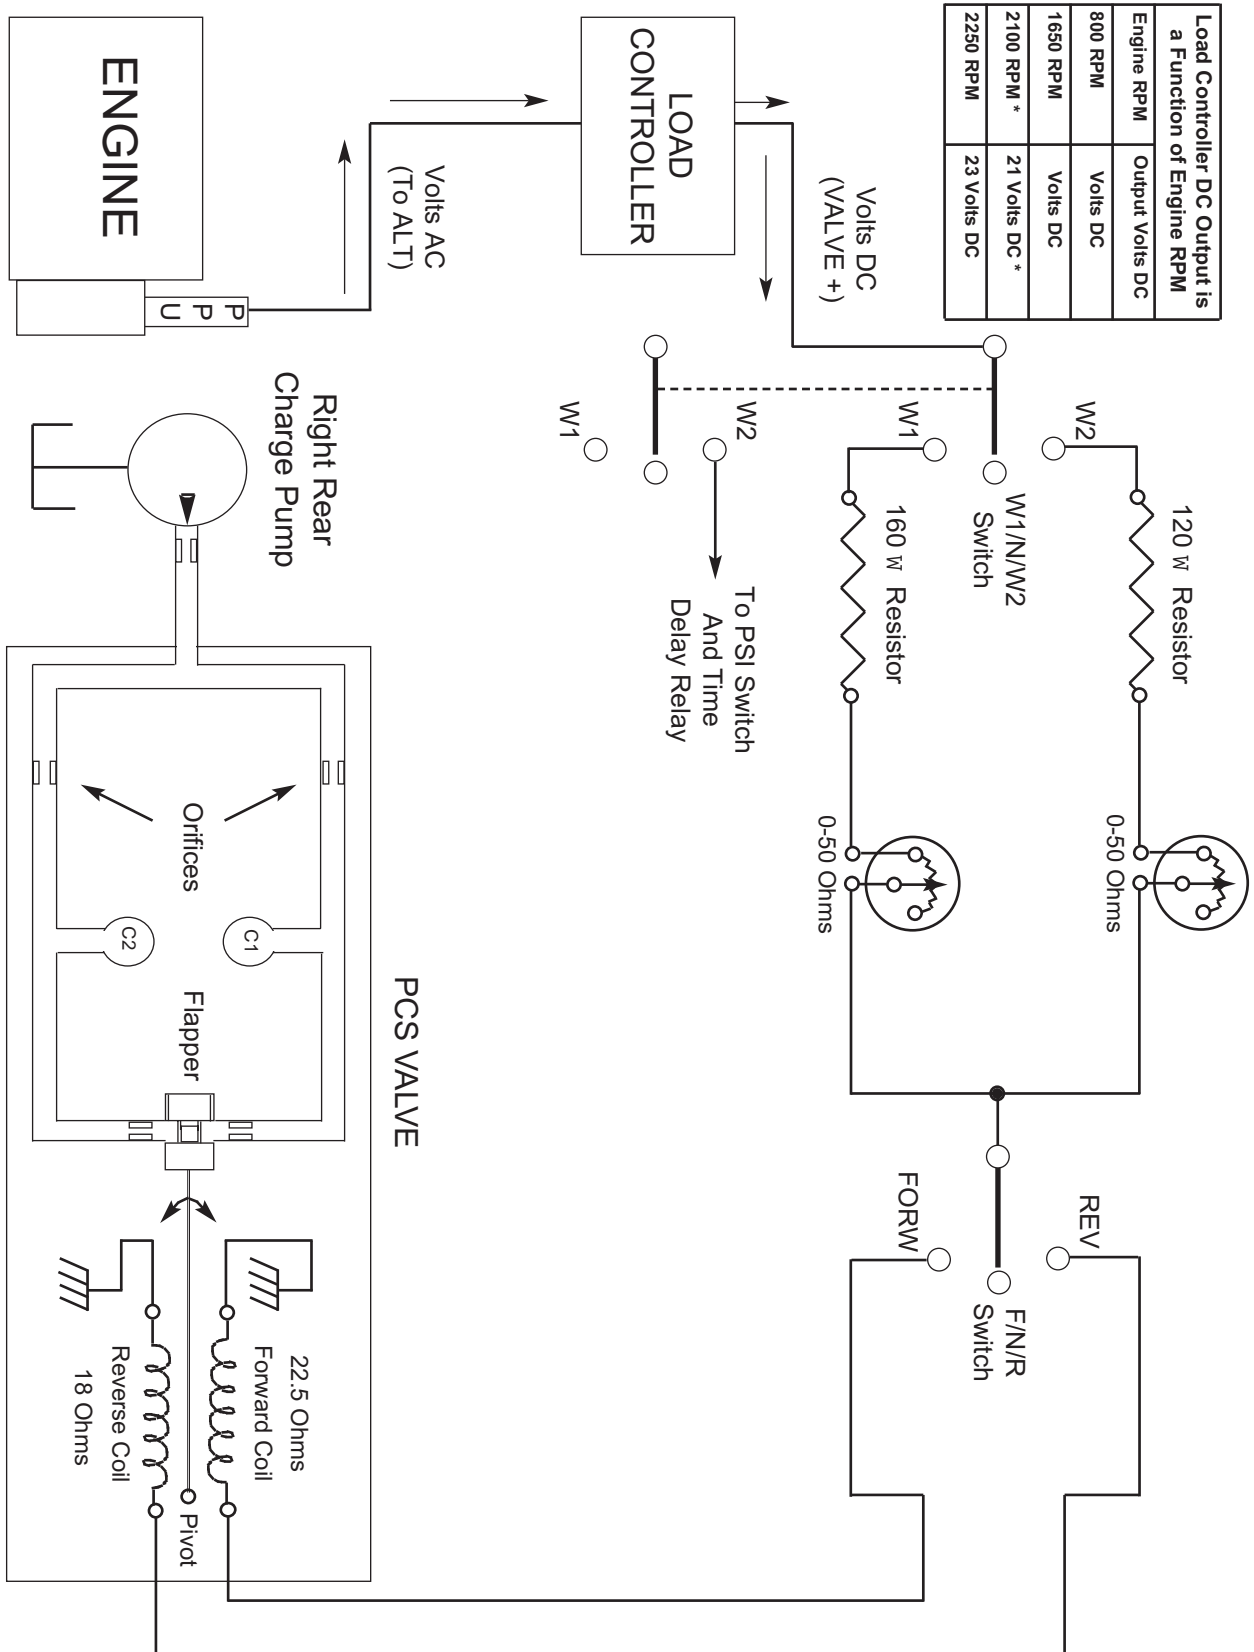 Load Controller DC Output is
a Function of Engine RPM
Engine RPM Output Volts DC
800 RPM Volts DC
1650 RPM Volts DC
2100 RPM * 21 Volts DC *
2250 RPM 23 Volts DC
W2
120 W Resistor
0-50 Ohms
REV
W1/N/W2
Switch
F/N/R
Switch
W1
160 W Resistor
0-50 Ohms
FORW
Volts DC
(VALVE +)
LOAD
CONTROLLER
W2
To PSI Switch
And Time
Delay Relay
W1
Volts AC
(To ALT)
PCS VALVE
Right Rear
Charge Pump
ENGINE
P
P
U
Orifices
C1
C2
Flapper
22.5 Ohms
Forward Coil
Pivot
Reverse Coil
18 Ohms